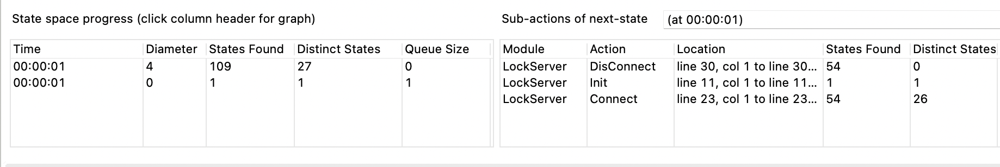 State space progress (click column header for graph)
Sub-actions of next-state (at 00:00:01)
Time Diameter States Found Distinct States Queue Size
00:00:01 4 109 27 0
00:00:01 0 1 1 1
Module Action Location States Found Distinct States
LockServer DisConnect line 30, col 1 to line 30... 54 0
LockServer Init line 11, col 1 to line 11... 1 1
LockServer Connect line 23, col 1 to line 23... 54 26